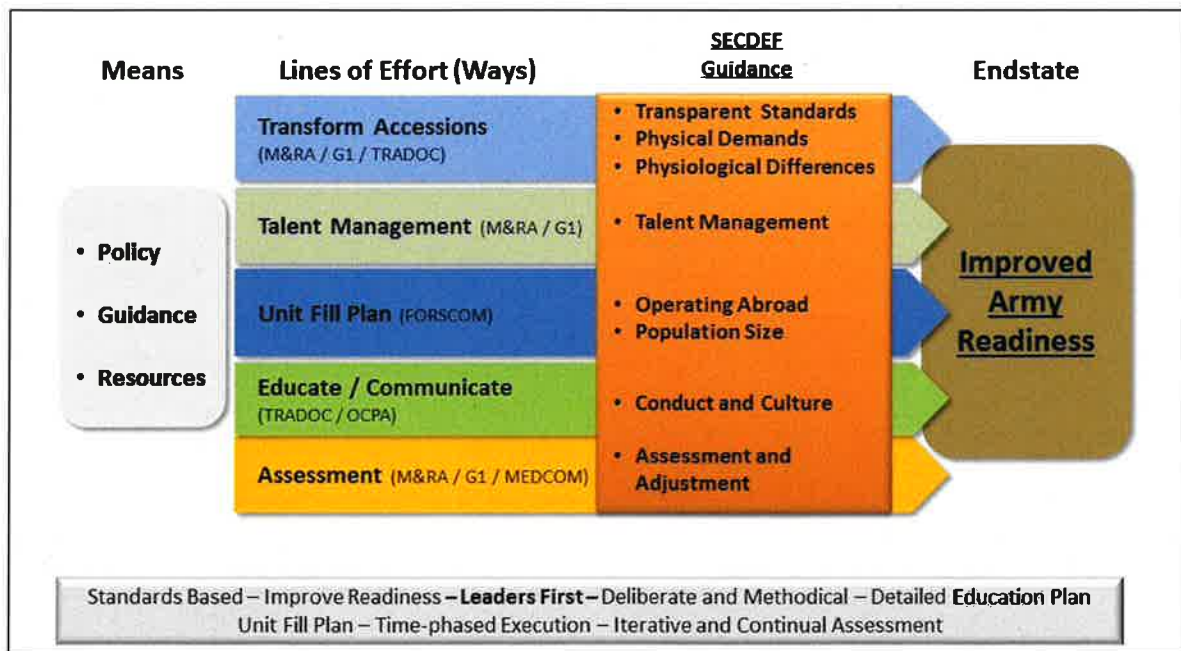 Means
Lines of Effort (Ways)
SECDEF
Guidance
Endstate
• Policy
• Guidance
• Resources
Transform Accessions
(M&RA / G1 / TRADOC)
Talent Management (M&RA / G1)
Unit Fill Plan (FORSCOM)
Educate / Communicate
(TRADOC / OCPA)
Assessment (M&RA / G1 / MEDCOM)
• Transparent Standards
• Physical Demands
• Physiological Differences
• Talent Management
• Operating Abroad
• Population Size
• Conduct and Culture
• Assessment and
Adjustment
Improved
Army
Readiness
Standards Based – Improve Readiness – Leaders First – Deliberate and Methodical – Detailed Education Plan
Unit Fill Plan – Time-phased Execution – Iterative and Continual Assessment